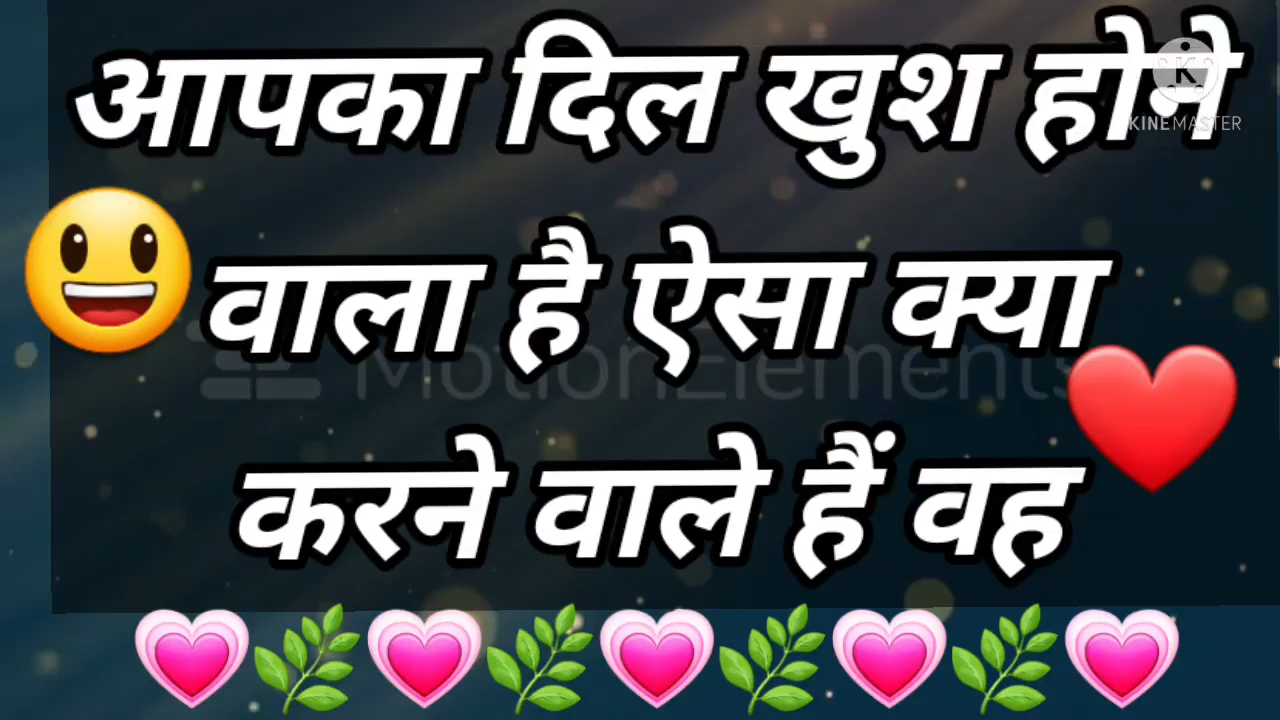 आपका दिल खुश होने
KINEMASTER
वाला है ऐसा क्या
MotionElements
करने वाले हैं वह